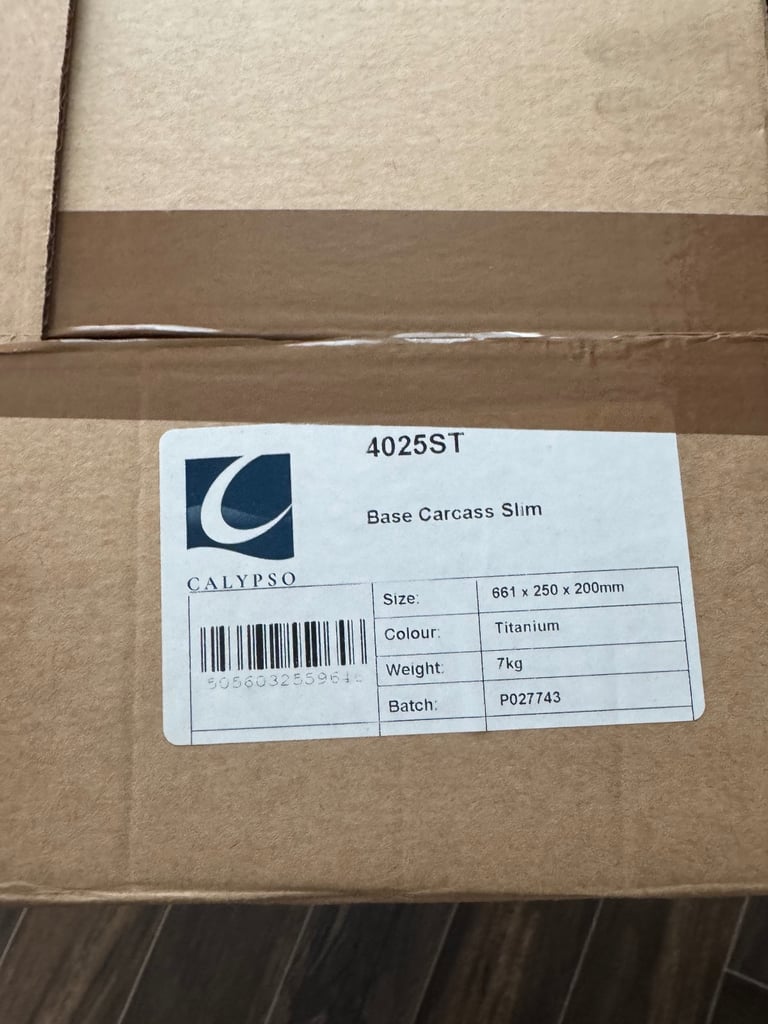 4025ST
Base Carcass Slim
CALYPSO
Size: 661 x 250 x 200mm
Colour: Titanium
Weight: 7kg
Batch: P027743